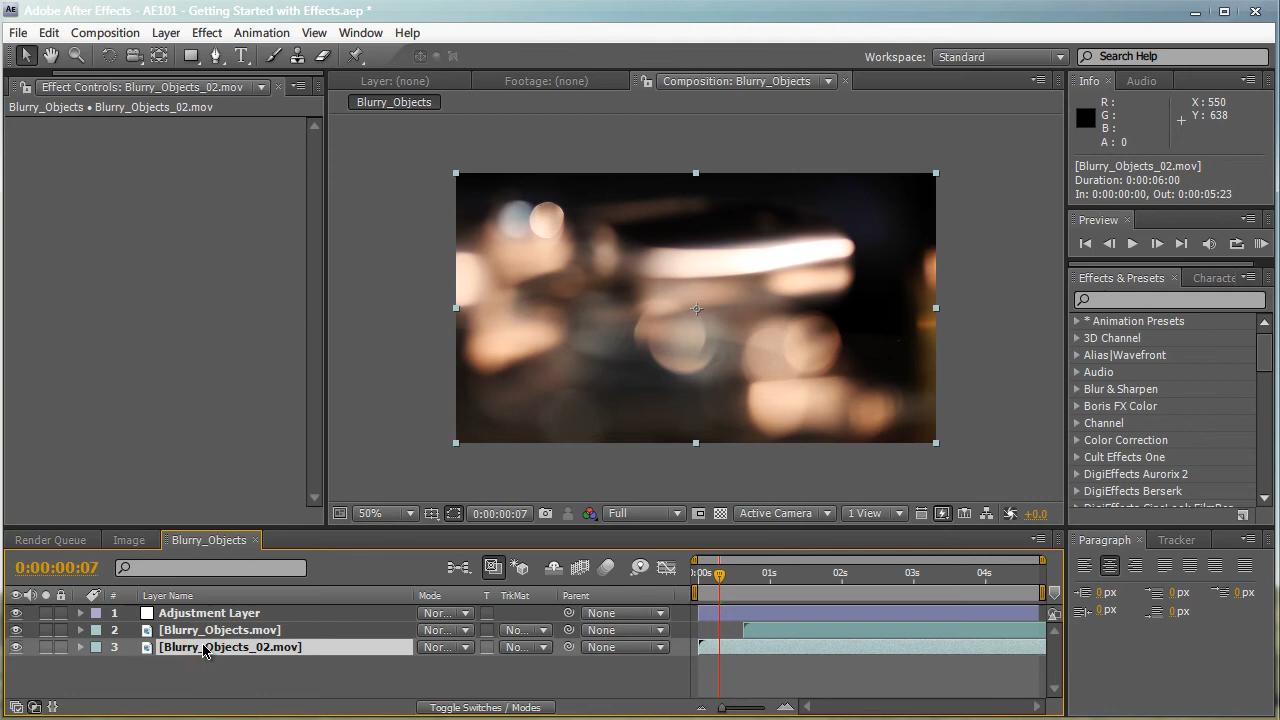 Adobe After Effects - AE101 - Getting Started with Effects.aep *
File Edit Composition Layer Effect Animation View Window Help
Workspace: Standard Search Help
Effect Controls: Blurry_Objects_02.mov
Blurry_Objects • Blurry_Objects_02.mov
Layer: (none) Footage: (none) Composition: Blurry_Objects
Blurry_Objects
Info Audio
R: X: 550
G: Y: 638
B:
A: 0
[Blurry_Objects_02.mov]
Duration: 0:00:06:00
In: 0:00:00:00, Out: 0:00:05:23
Preview
Effects & Presets Characte
* Animation Presets
3D Channel
Alias|Wavefront
Audio
Blur & Sharpen
Boris FX Color
Channel
Color Correction
Cult Effects One
DigiEffects Aurorix 2
DigiEffects Berserk
50% 0:00:00:07 Full Active Camera 1 View +0.0
Render Queue Image Blurry_Objects
0:00:00:07
# Layer Name Mode T TrkMat Parent
:00s 01s 02s 03s 04s
1 Adjustment Layer Nor... None
2 [Blurry_Objects.mov] Nor... No... None
3 [Blurry_Objects_02.mov] Nor... No... None
Toggle Switches / Modes
Paragraph Tracker
0 px 0 px 0 px
0 px 0 px